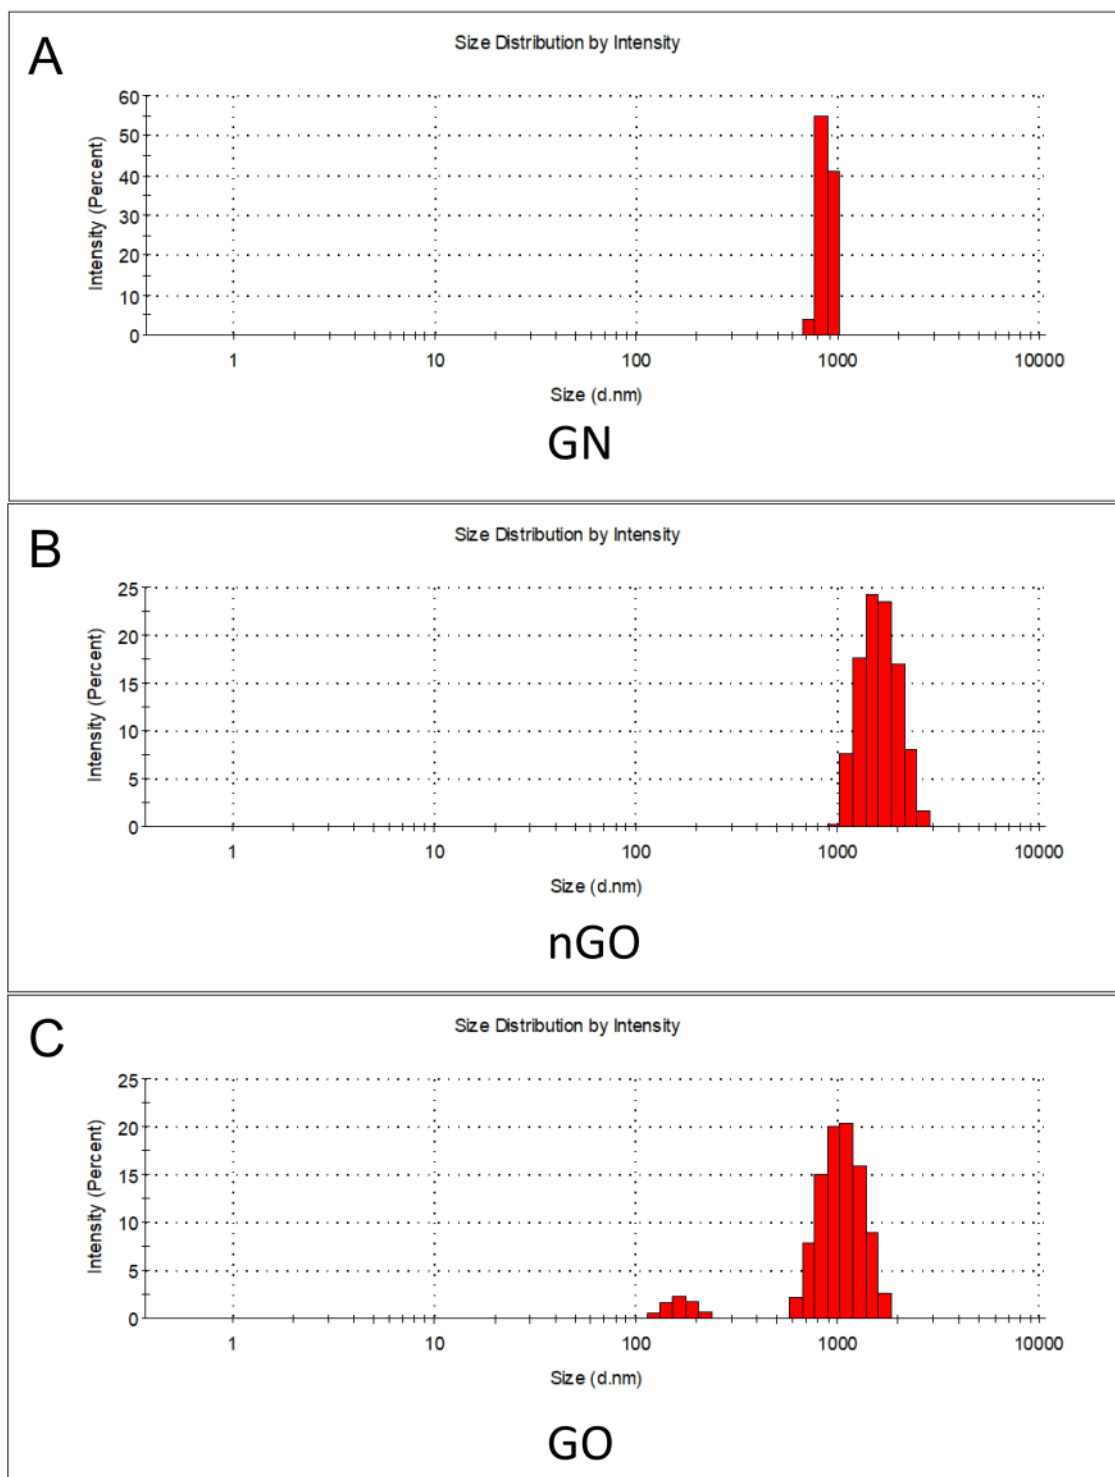 A
Size Distribution by Intensity
Intensity (Percent)
60
50
40
30
20
10
0
1 10 100 1000 10000
Size (d.nm)
GN
B
Size Distribution by Intensity
Intensity (Percent)
25
20
15
10
5
0
1 10 100 1000 10000
Size (d.nm)
nGO
C
Size Distribution by Intensity
Intensity (Percent)
25
20
15
10
5
0
1 10 100 1000 10000
Size (d.nm)
GO